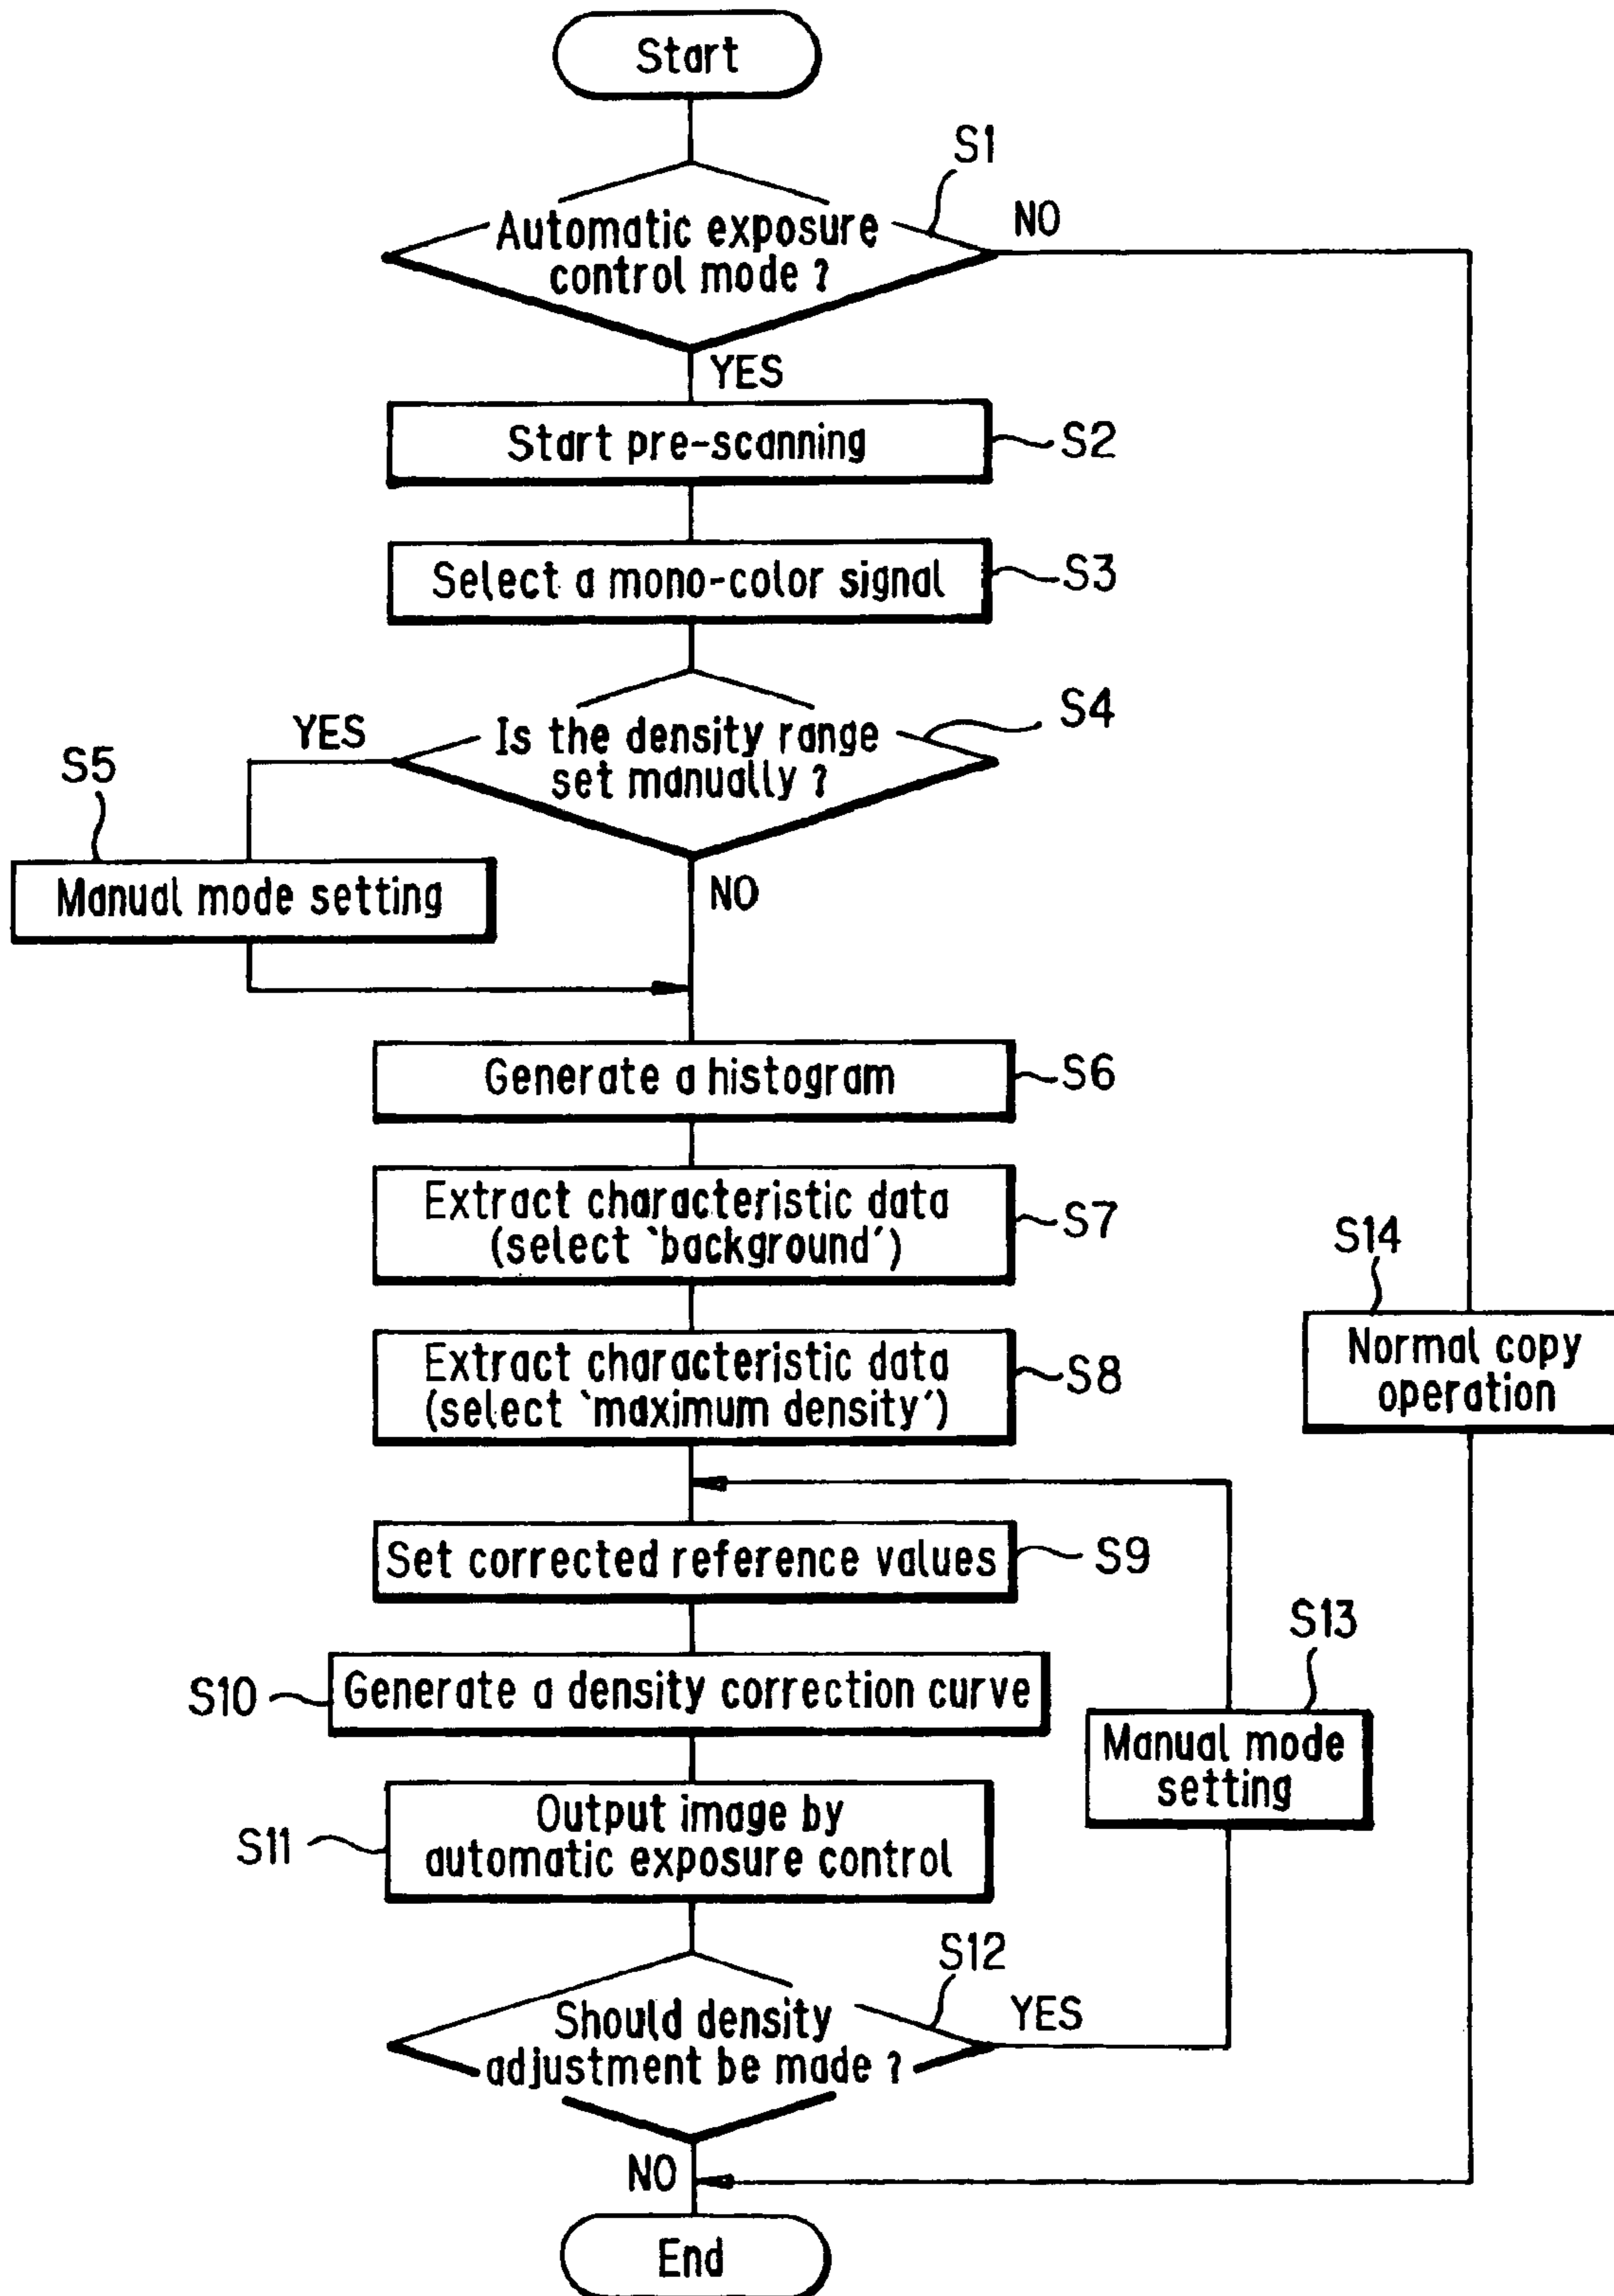 Start
S1
Automatic exposure
control mode ?
NO
YES
Start pre-scanning
S2
Select a mono-color signal
S3
S4
Is the density range
set manually ?
YES
S5
Manual mode setting
NO
Generate a histogram
S6
Extract characteristic data
(select ‵background′)
S7
Extract characteristic data
(select ‵maximum density′)
S8
S14
Normal copy
operation
Set corrected reference values
S9
S10
Generate a density correction curve
S13
Manual mode
setting
S11
Output image by
automatic exposure control
S12
Should density
adjustment be made ?
YES
NO
End